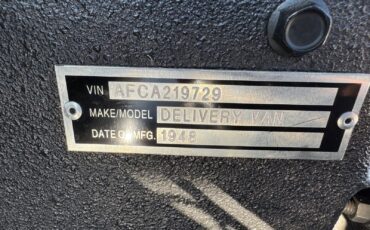 VIN AFCA219729
MAKE/MODEL DELIVERY VAN
DATE OF MFG. 1948